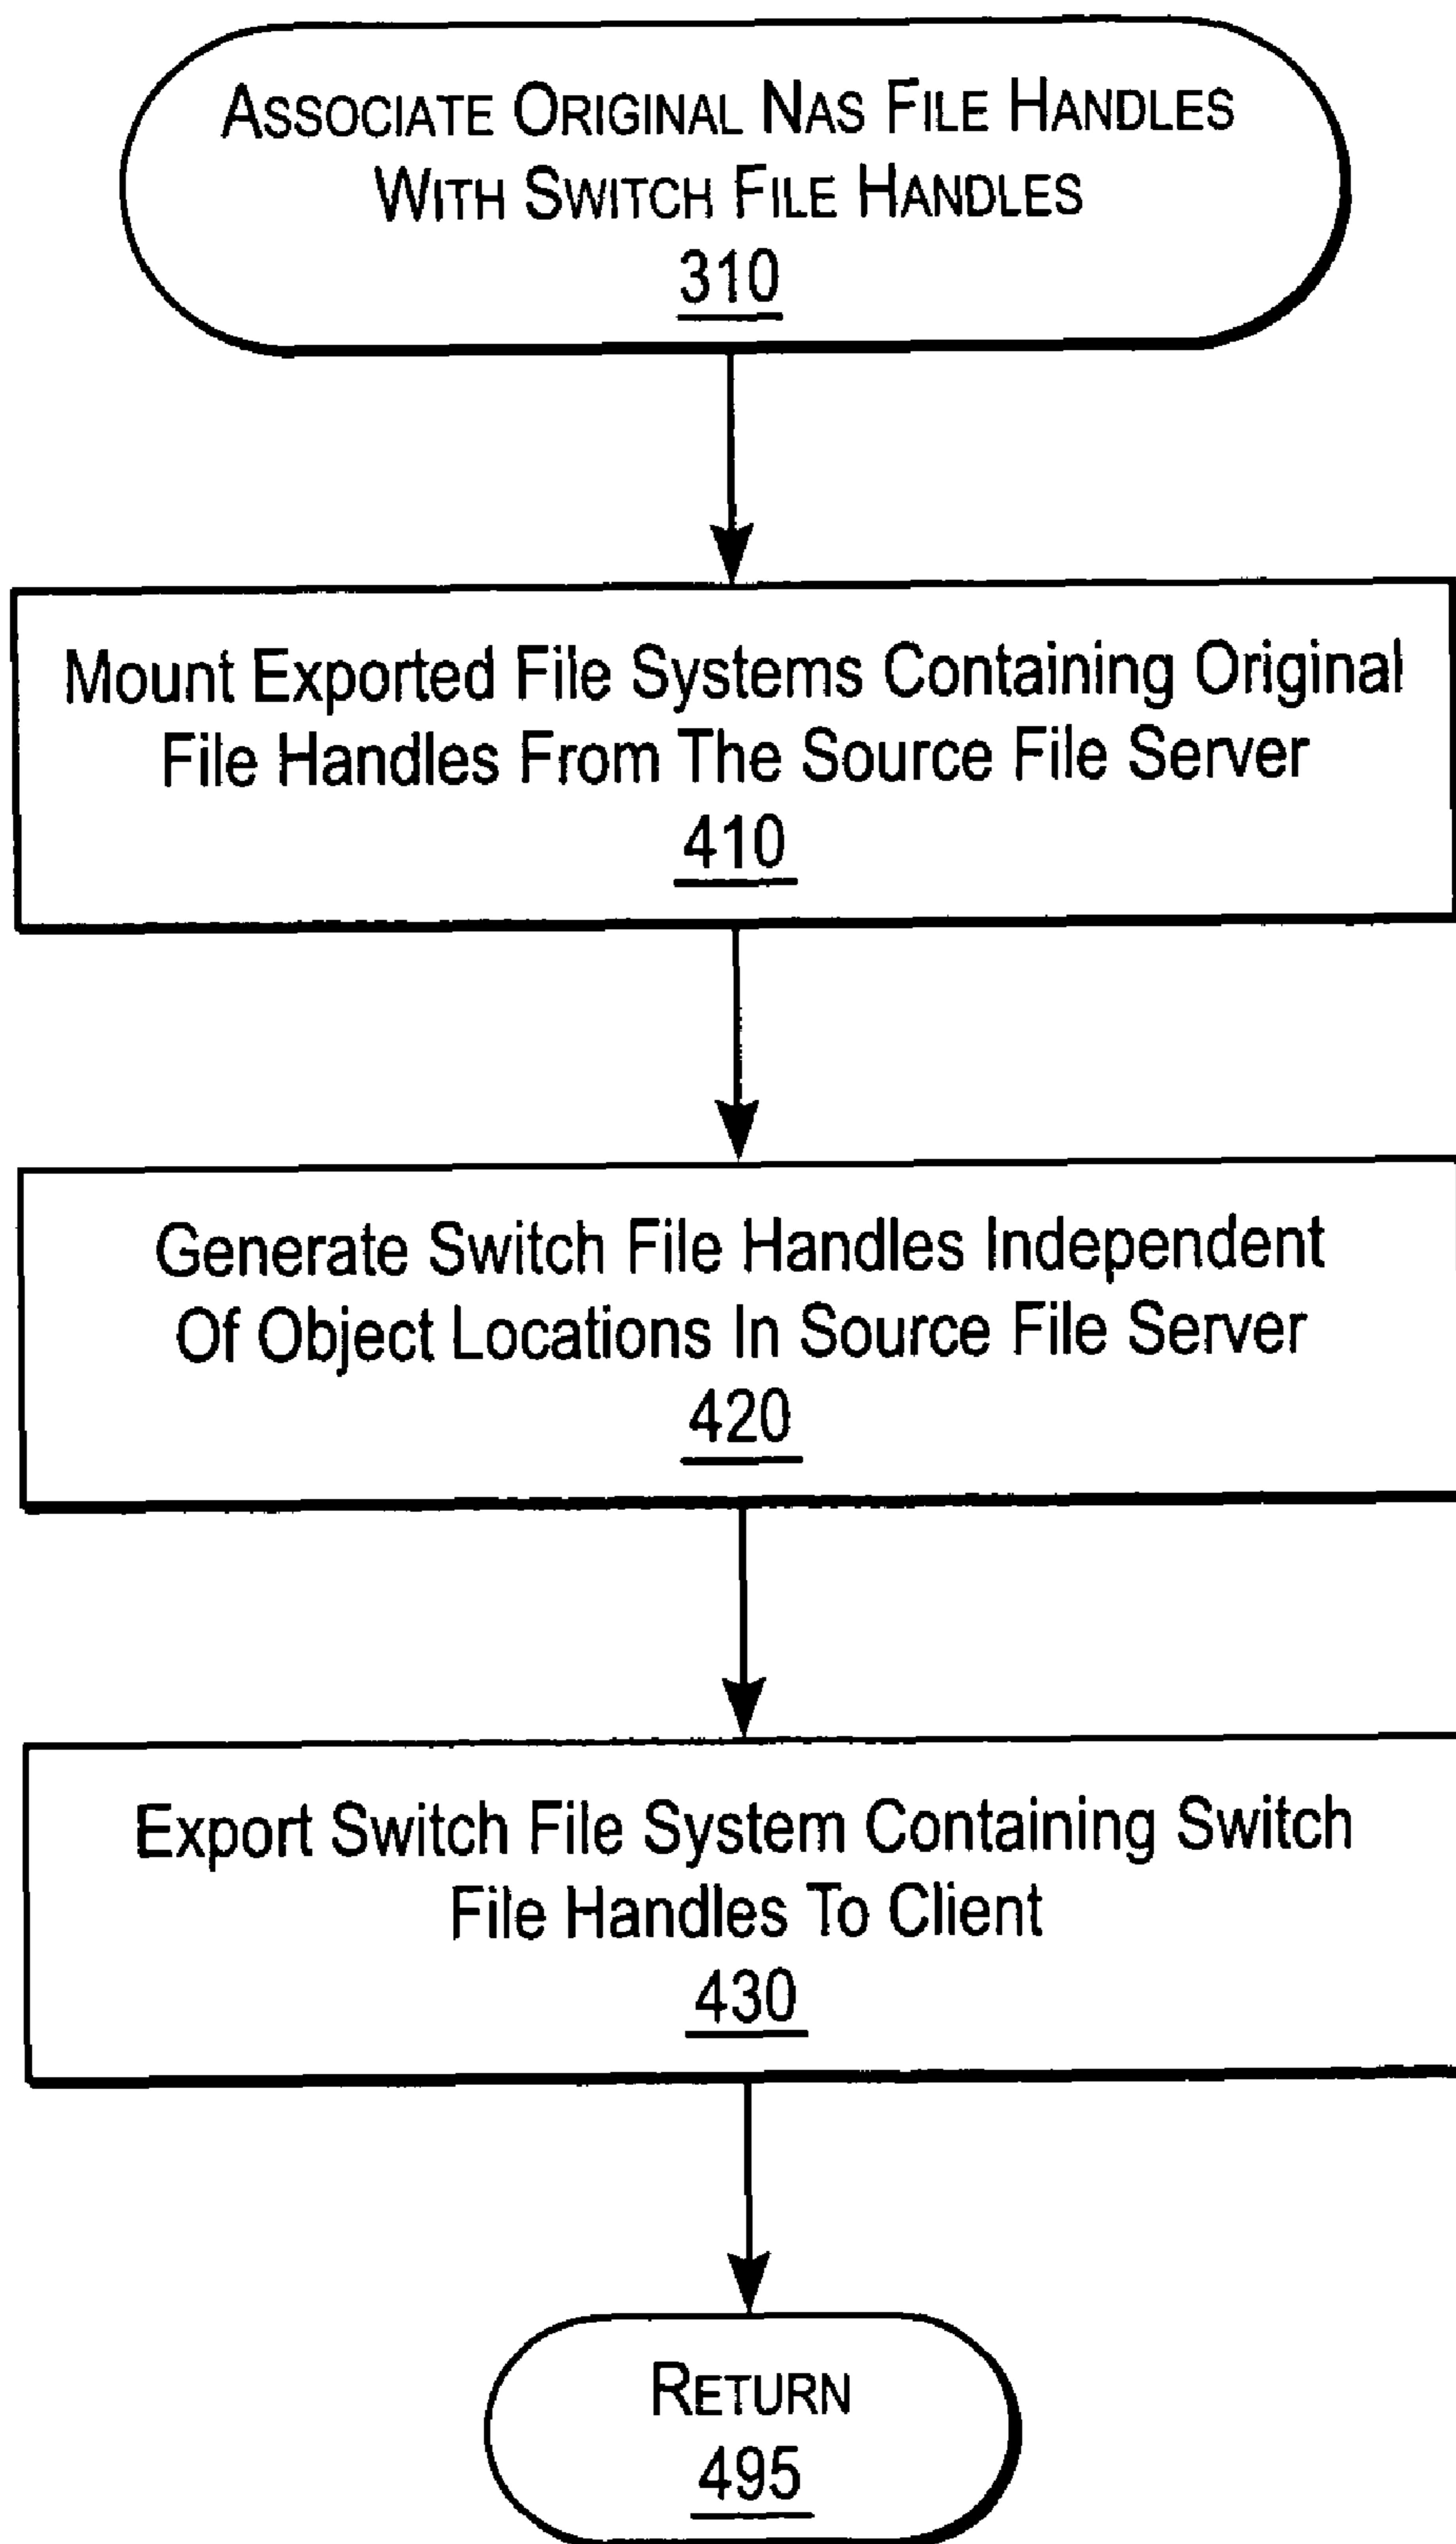 ASSOCIATE ORIGINAL NAS FILE HANDLES
WITH SWITCH FILE HANDLES
310
Mount Exported File Systems Containing Original
File Handles From The Source File Server
410
Generate Switch File Handles Independent
Of Object Locations In Source File Server
420
Export Switch File System Containing Switch
File Handles To Client
430
RETURN
495